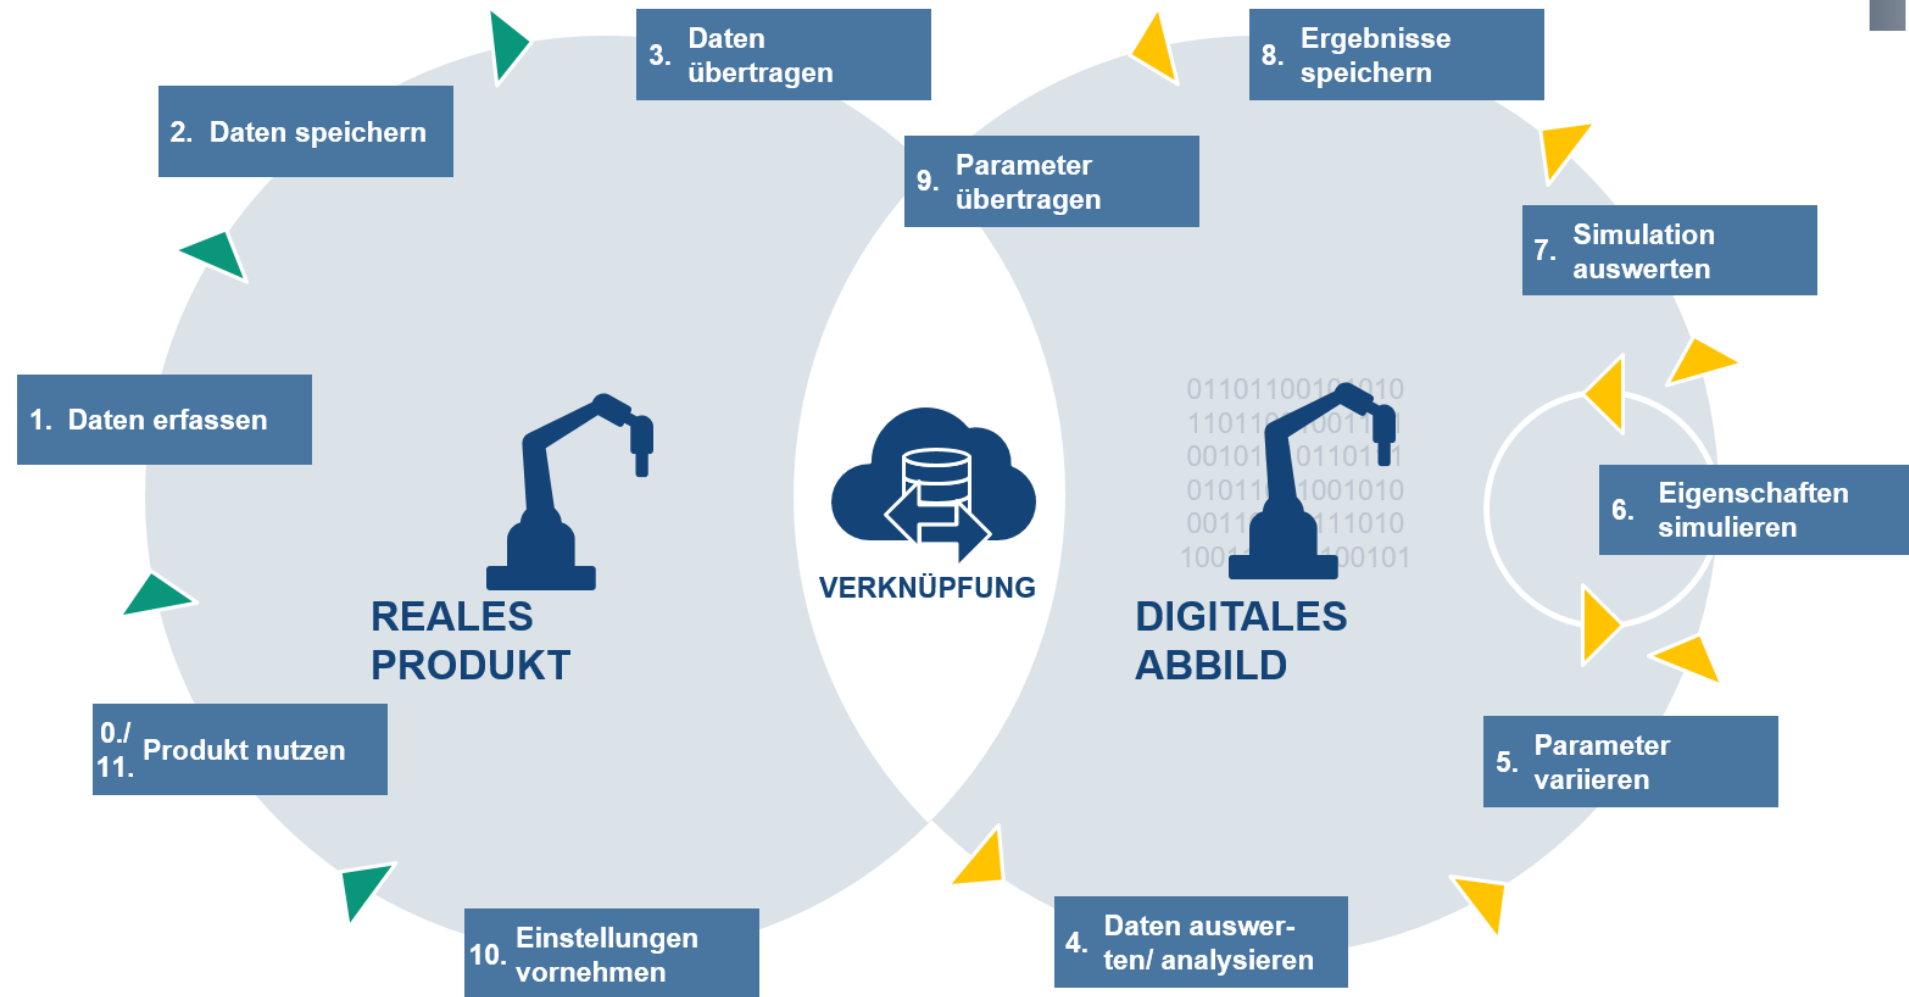 3. Daten
übertragen
8. Ergebnisse
speichern
2. Daten speichern
9. Parameter
übertragen
7. Simulation
auswerten
1. Daten erfassen
6. Eigenschaften
simulieren
VERKNÜPFUNG
REALES
PRODUKT
DIGITALES
ABBILD
0./
11. Produkt nutzen
5. Parameter
variieren
10. Einstellungen
vornehmen
4. Daten auswer-
ten/ analysieren